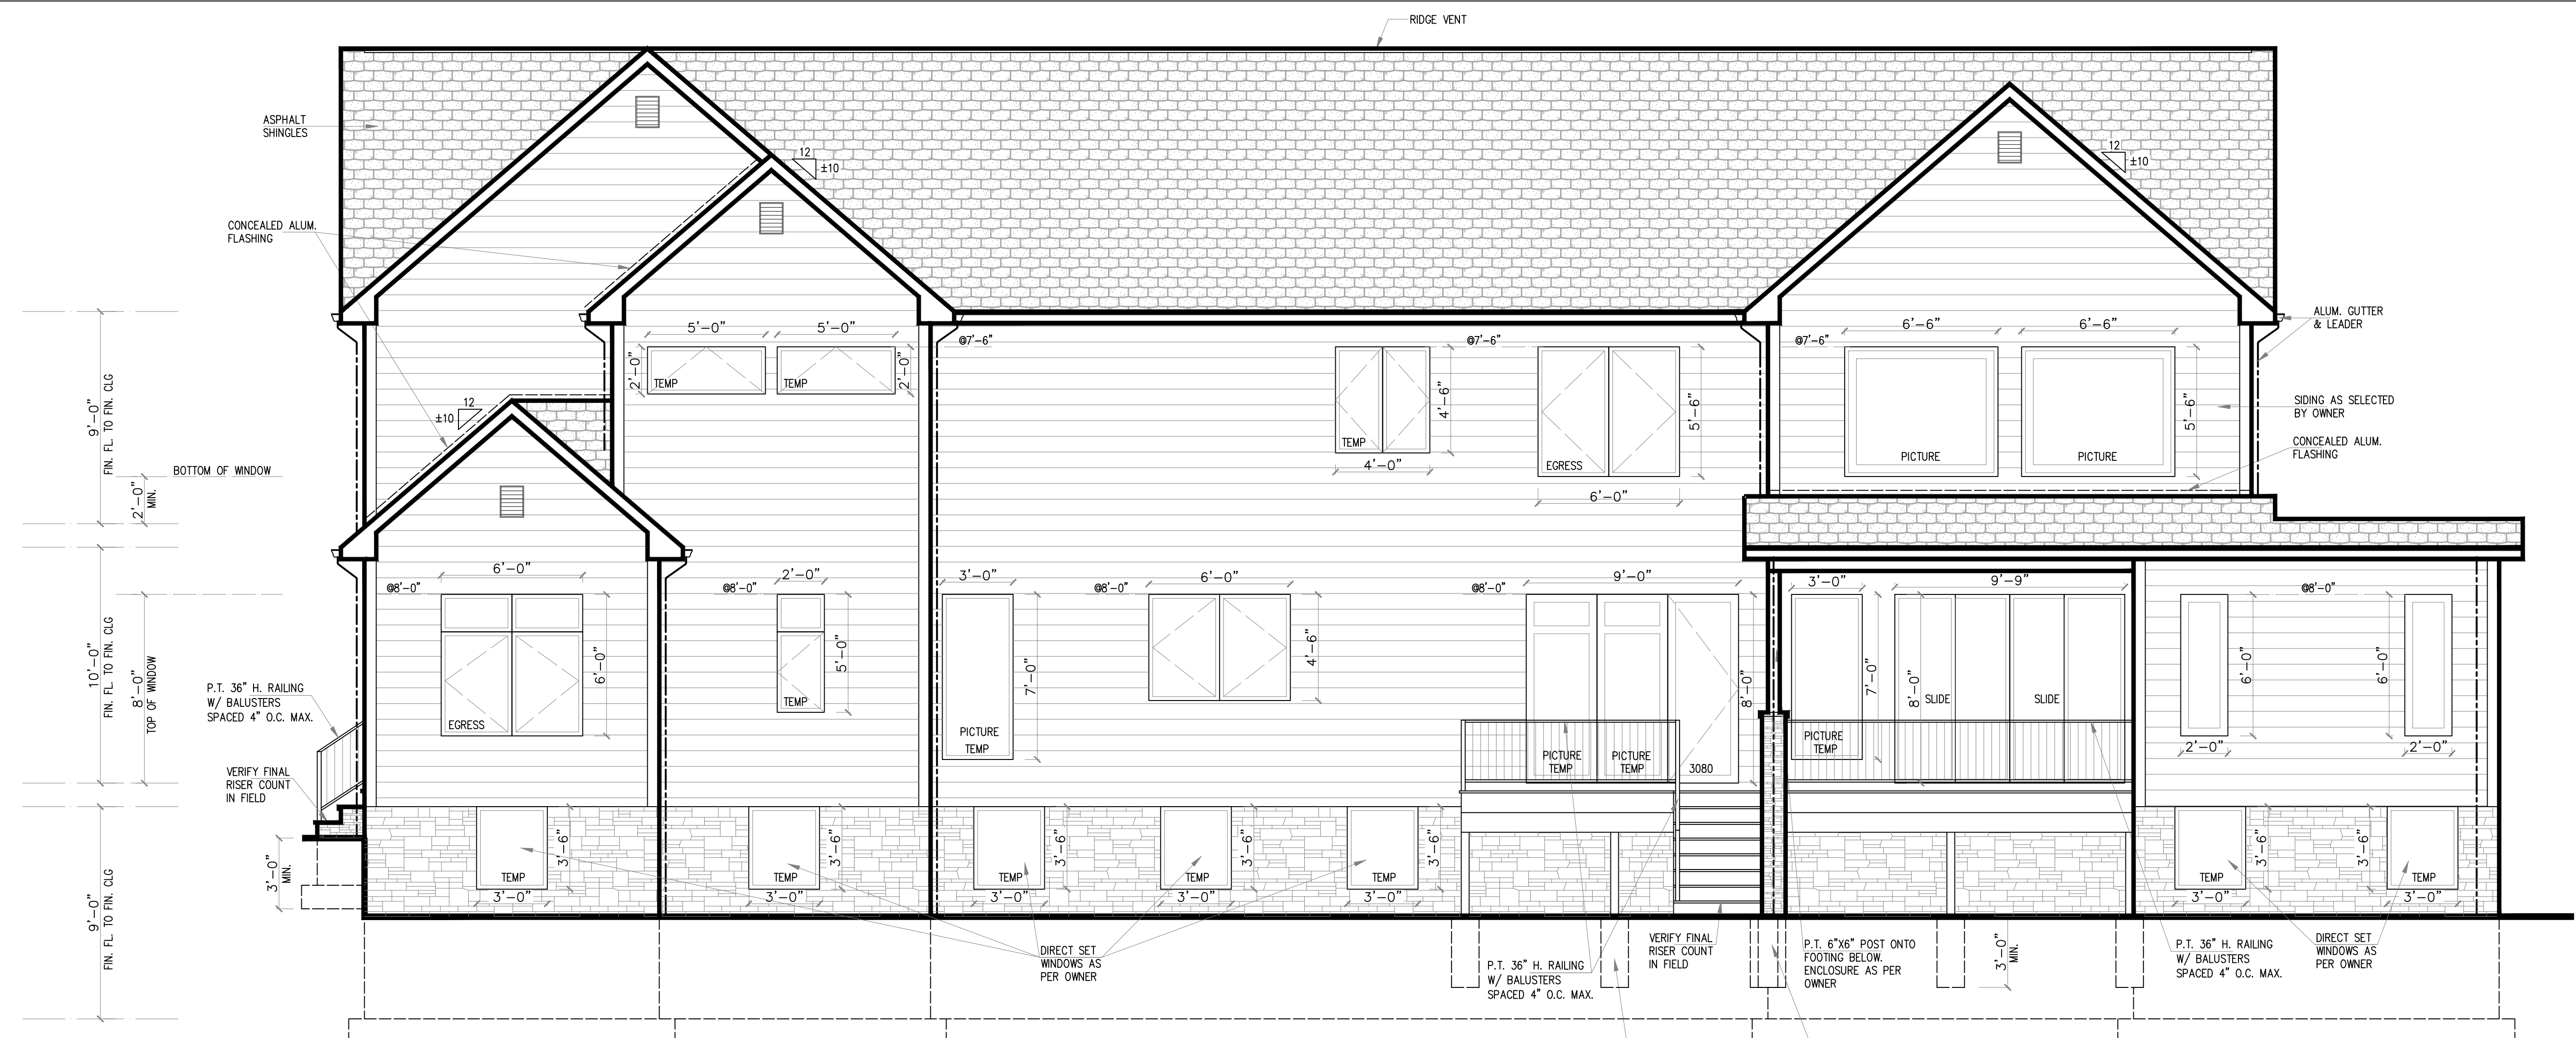 RIDGE VENT
ASPHALT
SHINGLES
12
±10
12
±10
CONCEALED ALUM.
FLASHING
ALUM. GUTTER
& LEADER
5'-0"
5'-0"
2'-0"
TEMP
TEMP
2'-0"
@7'-6"
TEMP
4'-6"
4'-0"
@7'-6"
EGRESS
5'-6"
6'-0"
@7'-6"
6'-6"
6'-6"
PICTURE
PICTURE
5'-6"
SIDING AS SELECTED
BY OWNER
CONCEALED ALUM.
FLASHING
9'-0"
FIN. FL. TO FIN. CLG
12
±10
BOTTOM OF WINDOW
2'-0"
MIN.
10'-0"
FIN. FL. TO FIN. CLG
8'-0"
TOP OF WINDOW
@8'-0"
6'-0"
6'-0"
EGRESS
@8'-0"
2'-0"
5'-0"
TEMP
3'-0"
7'-0"
PICTURE
TEMP
@8'-0"
6'-0"
4'-6"
@8'-0"
9'-0"
8'-0"
PICTURE
TEMP
PICTURE
TEMP
3080
3'-0"
7'-0"
PICTURE
TEMP
9'-9"
8'-0"
SLIDE
SLIDE
@8'-0"
6'-0"
6'-0"
2'-0"
2'-0"
P.T. 36" H. RAILING
W/ BALUSTERS
SPACED 4" O.C. MAX.
VERIFY FINAL
RISER COUNT
IN FIELD
3'-0"
MIN.
9'-0"
FIN. FL. TO FIN. CLG
TEMP
3'-6"
3'-0"
TEMP
3'-6"
3'-0"
TEMP
3'-6"
3'-0"
TEMP
3'-6"
3'-0"
TEMP
3'-6"
3'-0"
TEMP
3'-6"
3'-0"
TEMP
3'-6"
3'-0"
DIRECT SET
WINDOWS AS
PER OWNER
P.T. 36" H. RAILING
W/ BALUSTERS
SPACED 4" O.C. MAX.
VERIFY FINAL
RISER COUNT
IN FIELD
P.T. 6"X6" POST ONTO
FOOTING BELOW.
ENCLOSURE AS PER
OWNER
3'-0"
MIN.
P.T. 36" H. RAILING
W/ BALUSTERS
SPACED 4" O.C. MAX.
DIRECT SET
WINDOWS AS
PER OWNER